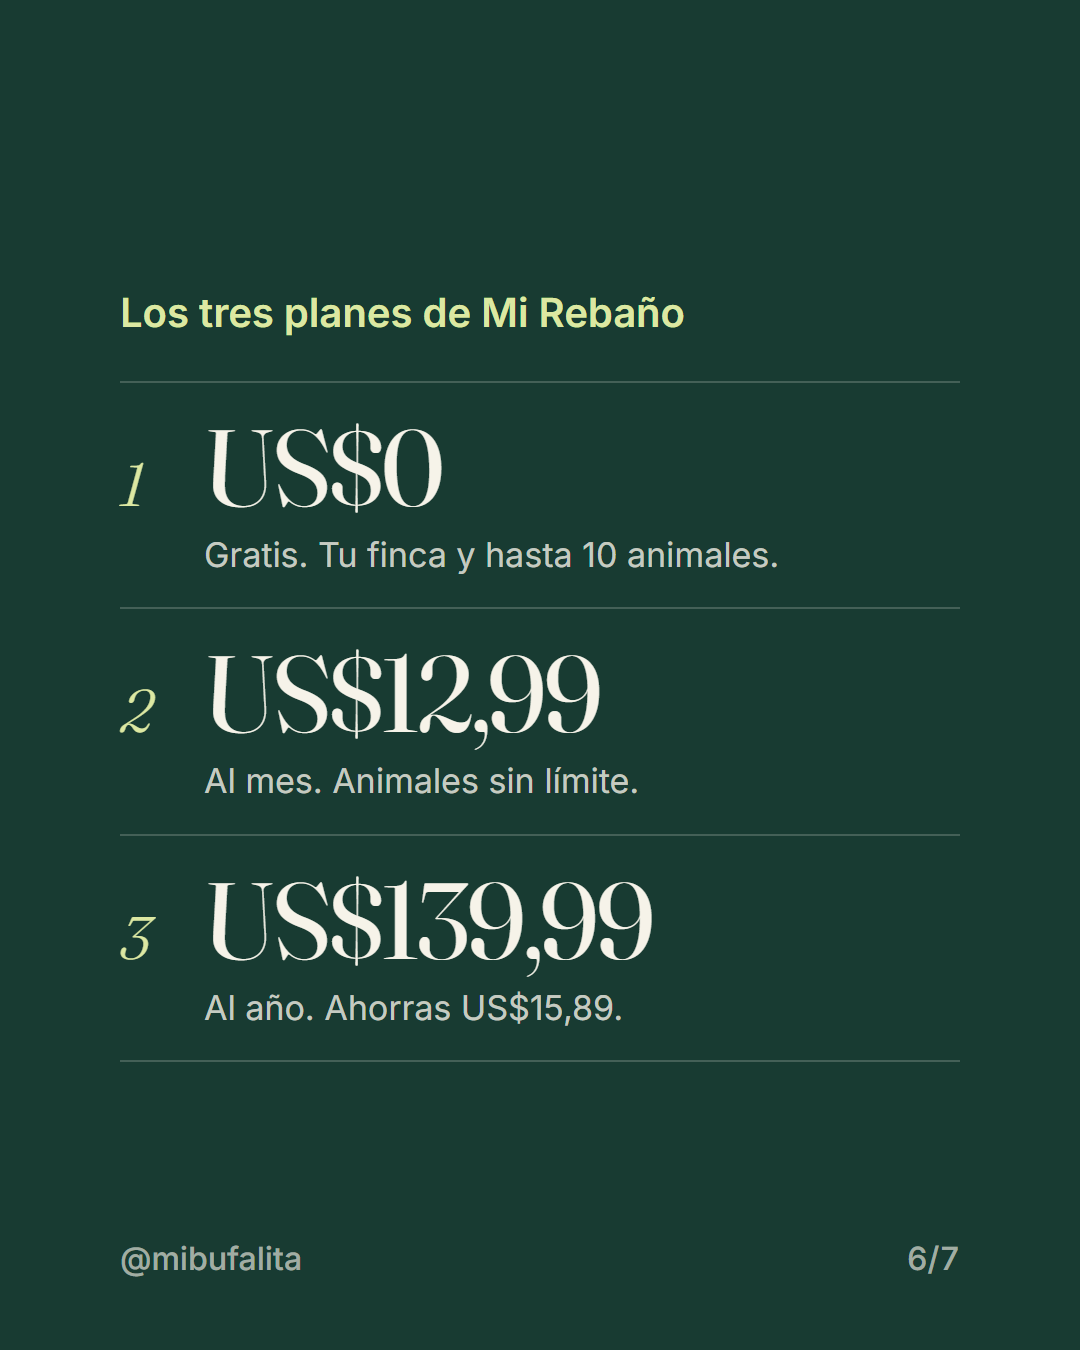 Los tres planes de Mi Rebaño
1
US$0
Gratis. Tu finca y hasta 10 animales.
2
US$12,99
Al mes. Animales sin límite.
3
US$139,99
Al año. Ahorras US$15,89.
@mibufalita
6/7